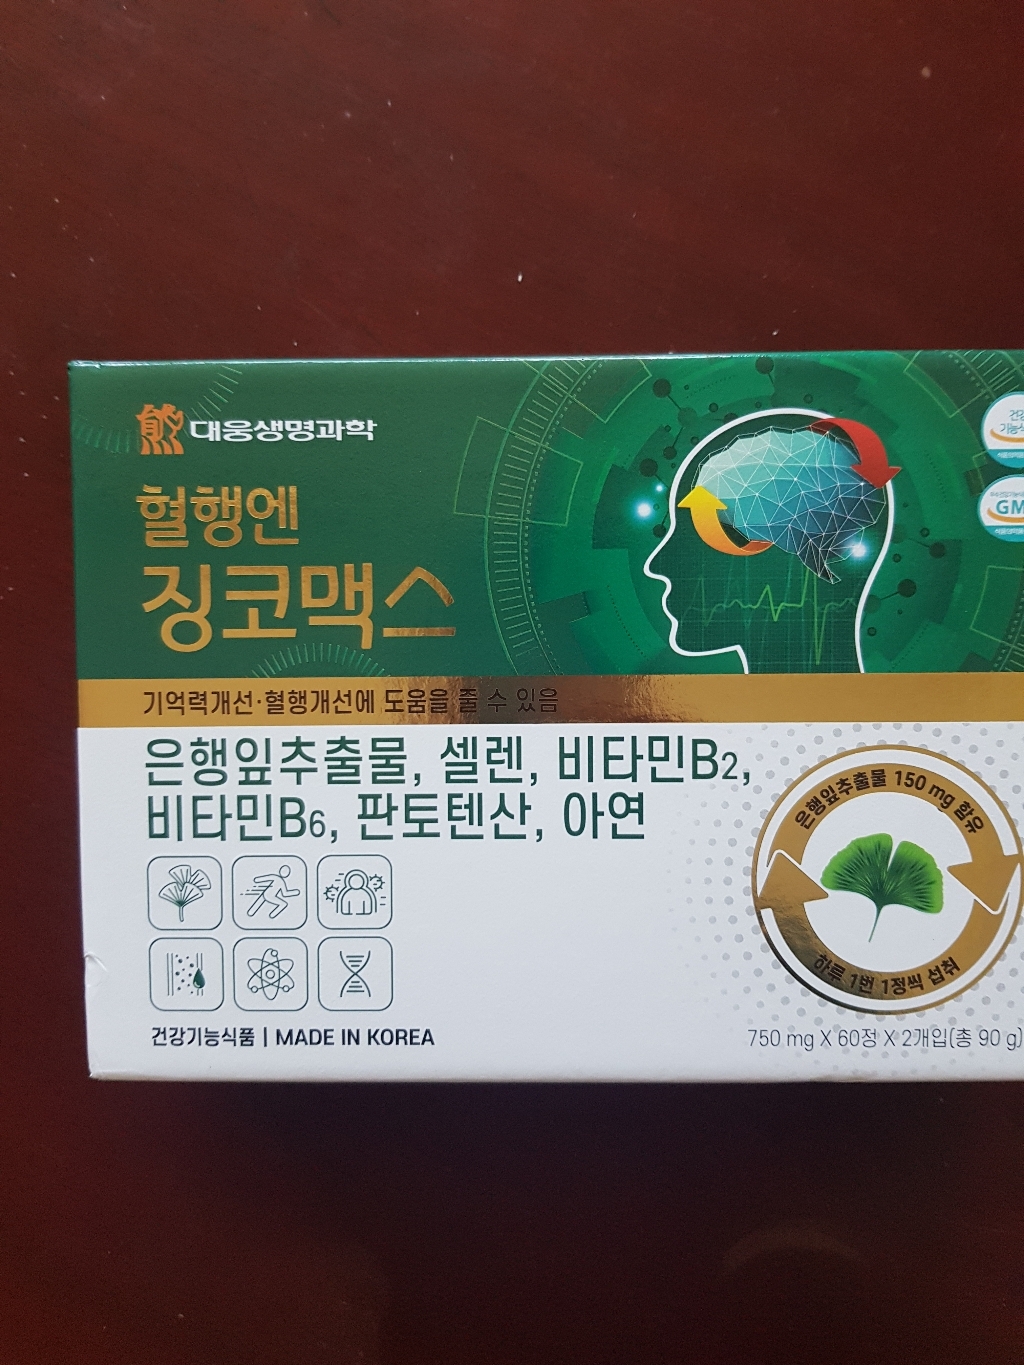 대웅생명과학
혈행엔
징코맥스
건강
GM
기억력개선·혈행개선에 도움을 줄 수 있음
은행잎추출물, 셀렌, 비타민B2,
비타민B6, 판토텐산, 아연
은행잎추출물 150 mg 함유
하루 1번 1정씩 섭취
건강기능식품 | MADE IN KOREA
750 mg X 60정 X 2개입(총 90 g)